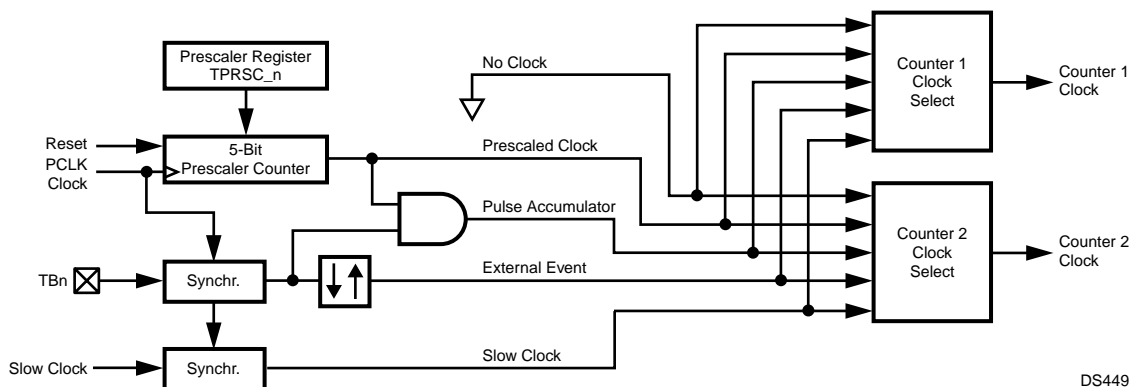 Prescaler Register
TPRSC_n
No Clock
Counter 1
Clock
Select
Counter 1
Clock
Reset
PCLK
Clock
5-Bit
Prescaler Counter
Prescaled Clock
Pulse Accumulator
Counter 2
Clock
Select
Counter 2
Clock
TBn
Synchr.
External Event
Slow Clock
Synchr.
Slow Clock
DS449